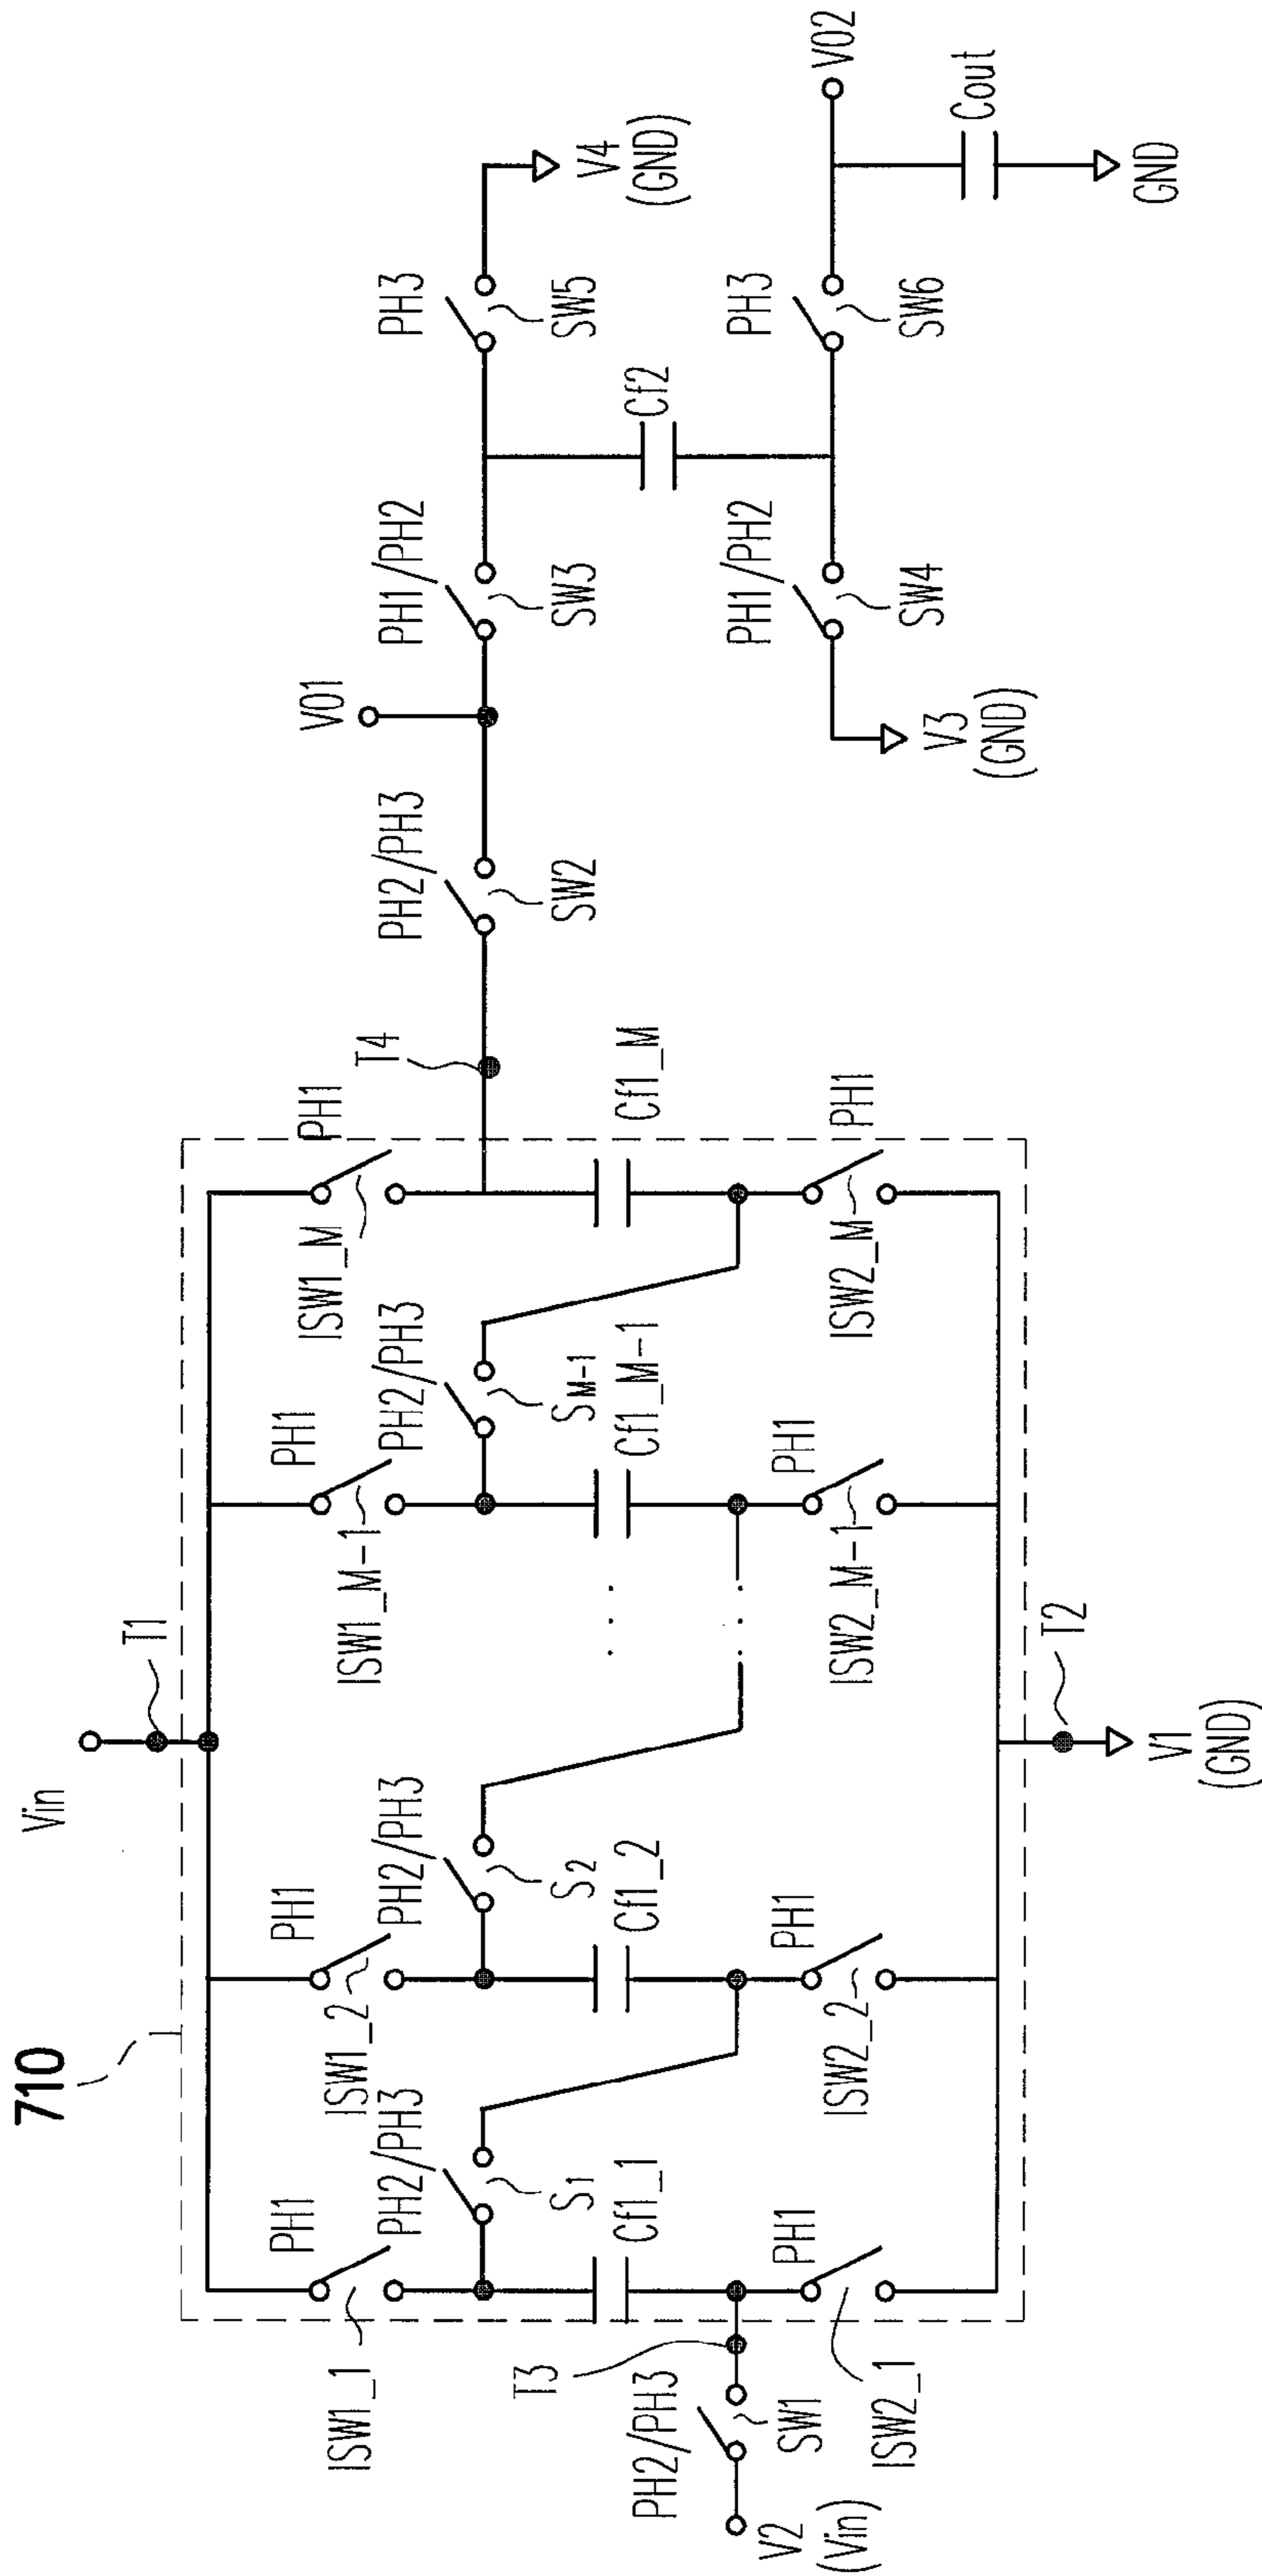 710
Vin
T1
PH1
PH1
PH1
PH1
ISW1_1
ISW1_2
ISW1_M-1
ISW1_M
PH2/PH3
PH2/PH3
PH2/PH3
S1
S2
SM-1
Cf1_1
Cf1_2
. . .
Cf1_M-1
Cf1_M
T3
PH2/PH3
SW1
V2
(Vin)
. . .
PH1
PH1
PH1
PH1
ISW2_1
ISW2_2
ISW2_M-1
ISW2_M
T2
V1
(GND)
T4
PH2/PH3
SW2
VO1
PH1/PH2
SW3
PH3
SW5
V4
(GND)
Cf2
PH1/PH2
SW4
V3
(GND)
PH3
SW6
VO2
Cout
GND